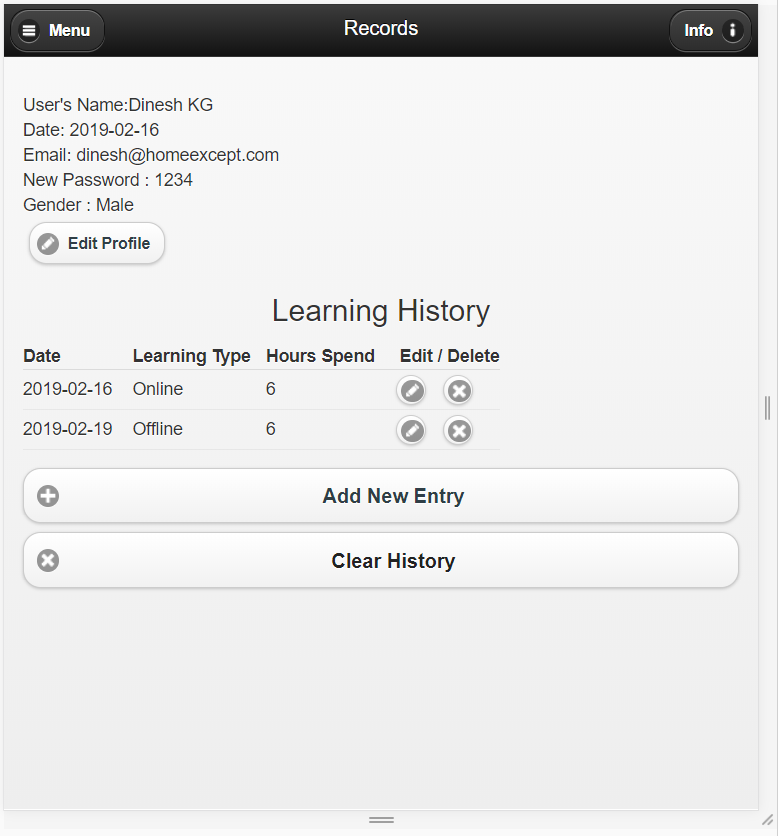 Menu Records Info
User's Name:Dinesh KG
Date: 2019-02-16
Email: dinesh@homeexcept.com
New Password : 1234
Gender : Male
Edit Profile
Learning History
Date Learning Type Hours Spend Edit / Delete
2019-02-16 Online 6
2019-02-19 Offline 6
Add New Entry
Clear History